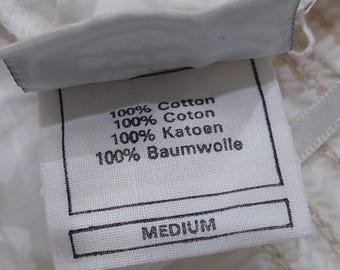 100% Cotton
100% Coton
100% Katoen
100% Baumwolle
MEDIUM